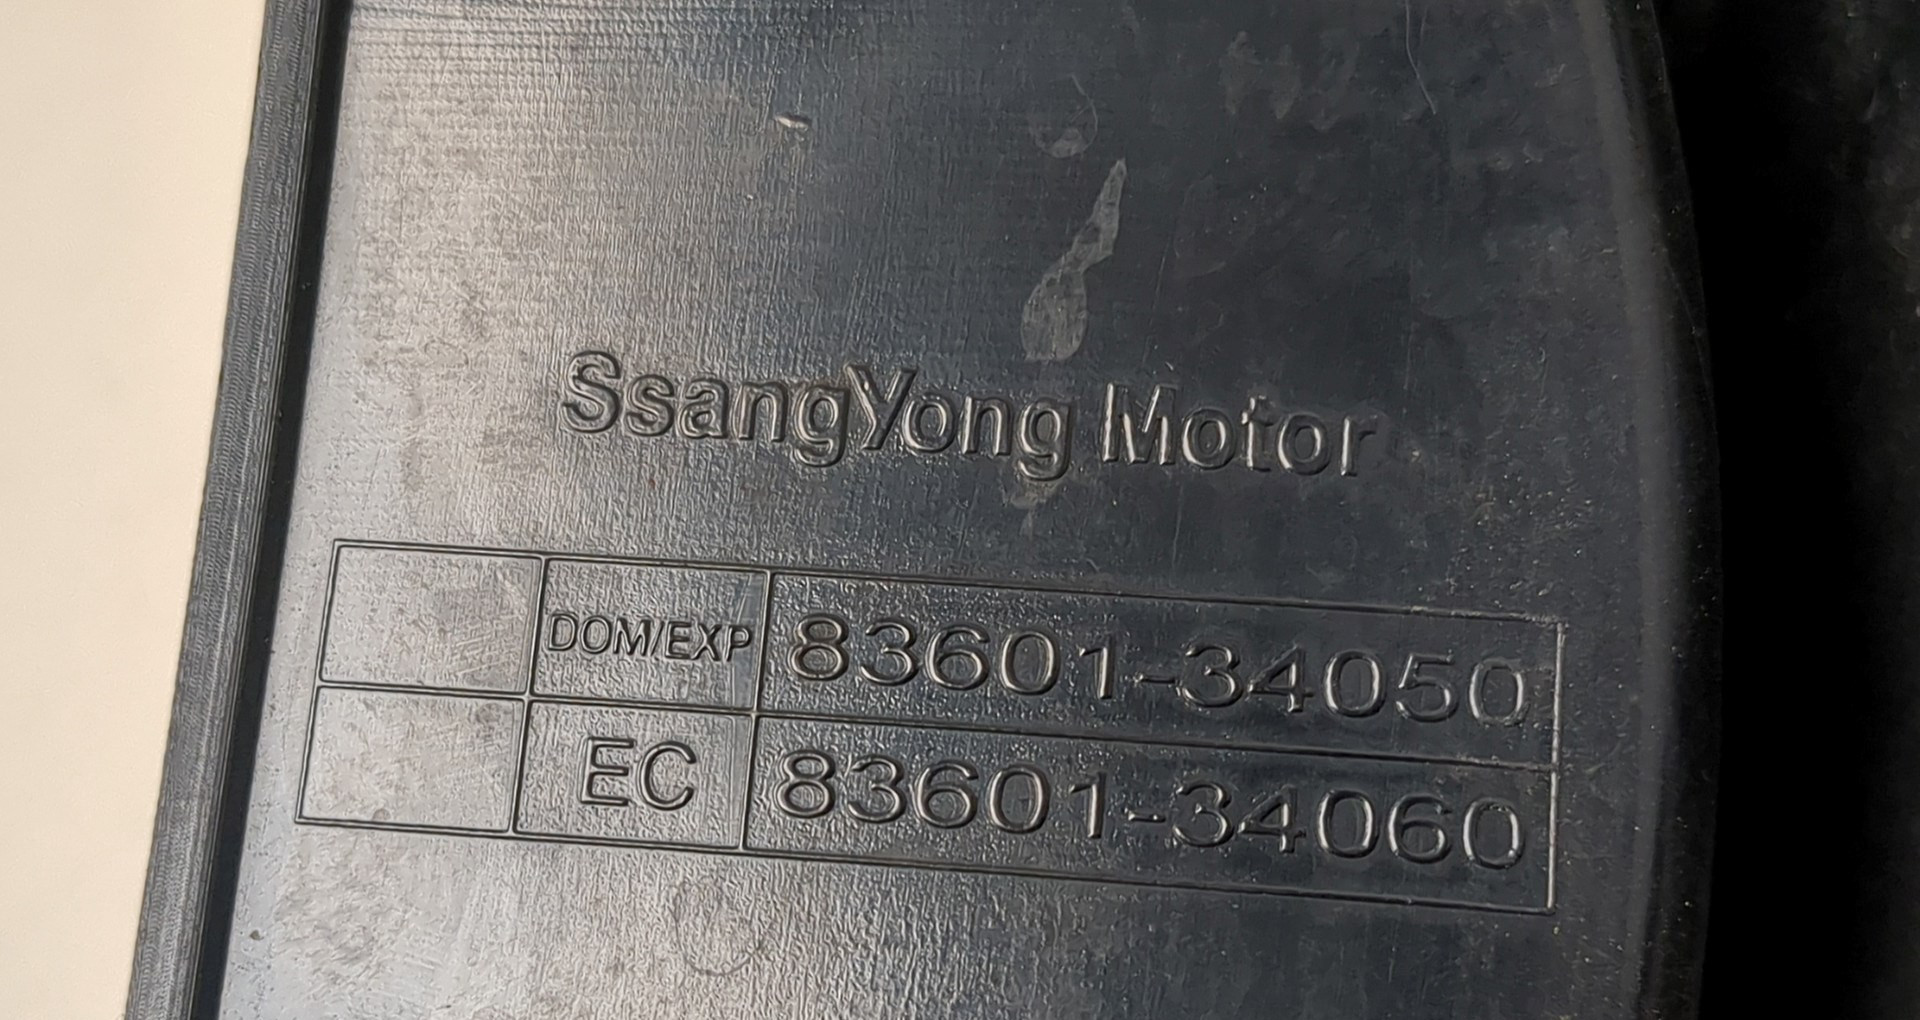 SsangYong Motor
DOM/EXP 83601-34050
EC 83601-34060